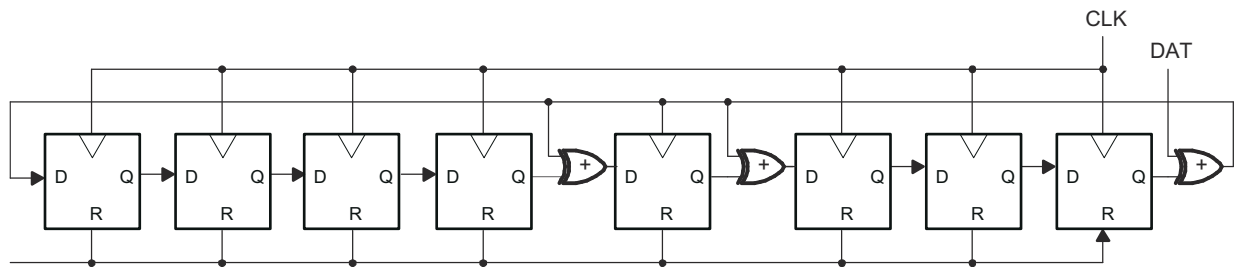 CLK
DAT
D Q D Q D Q D Q + D Q + D Q D Q D Q +
R R R R R R R R